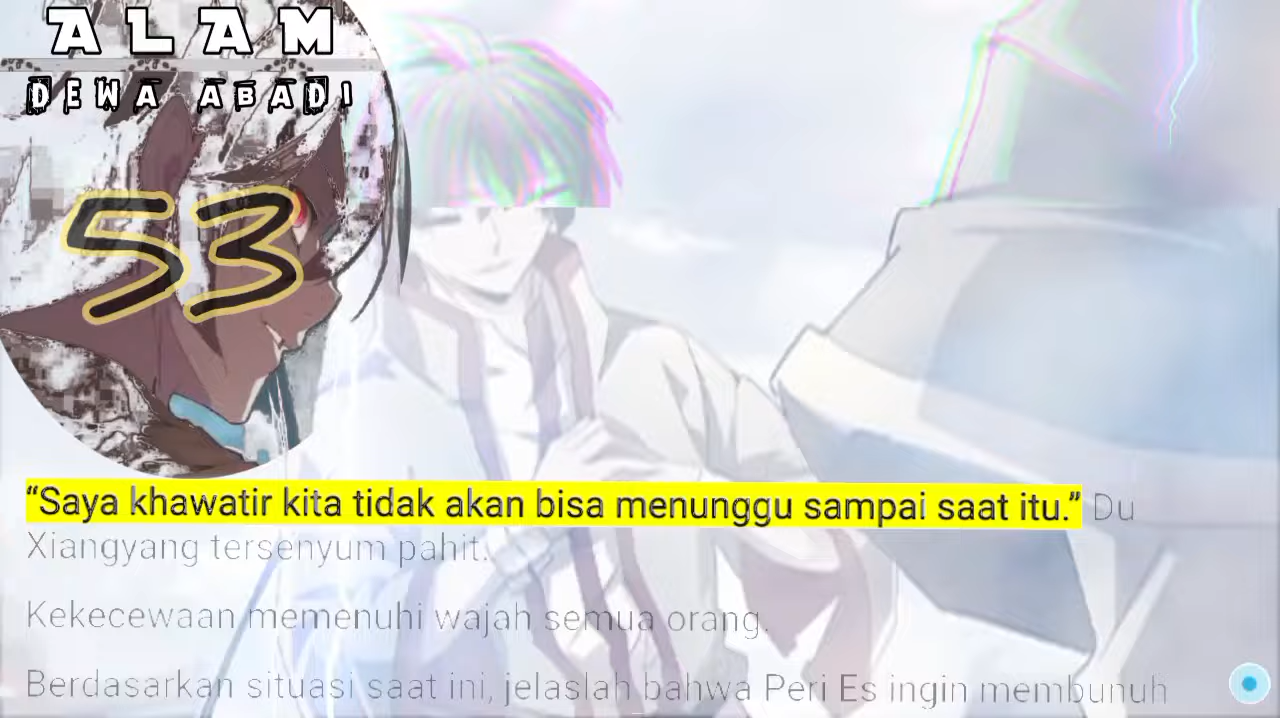 ALAM
DEWA ABADI
53
“Saya khawatir kita tidak akan bisa menunggu sampai saat itu.” Du
Xiangyang tersenyum pahit.
Kekecewaan memenuhi wajah semua orang.
Berdasarkan situasi saat ini, jelaslah bahwa Peri Es ingin membunuh